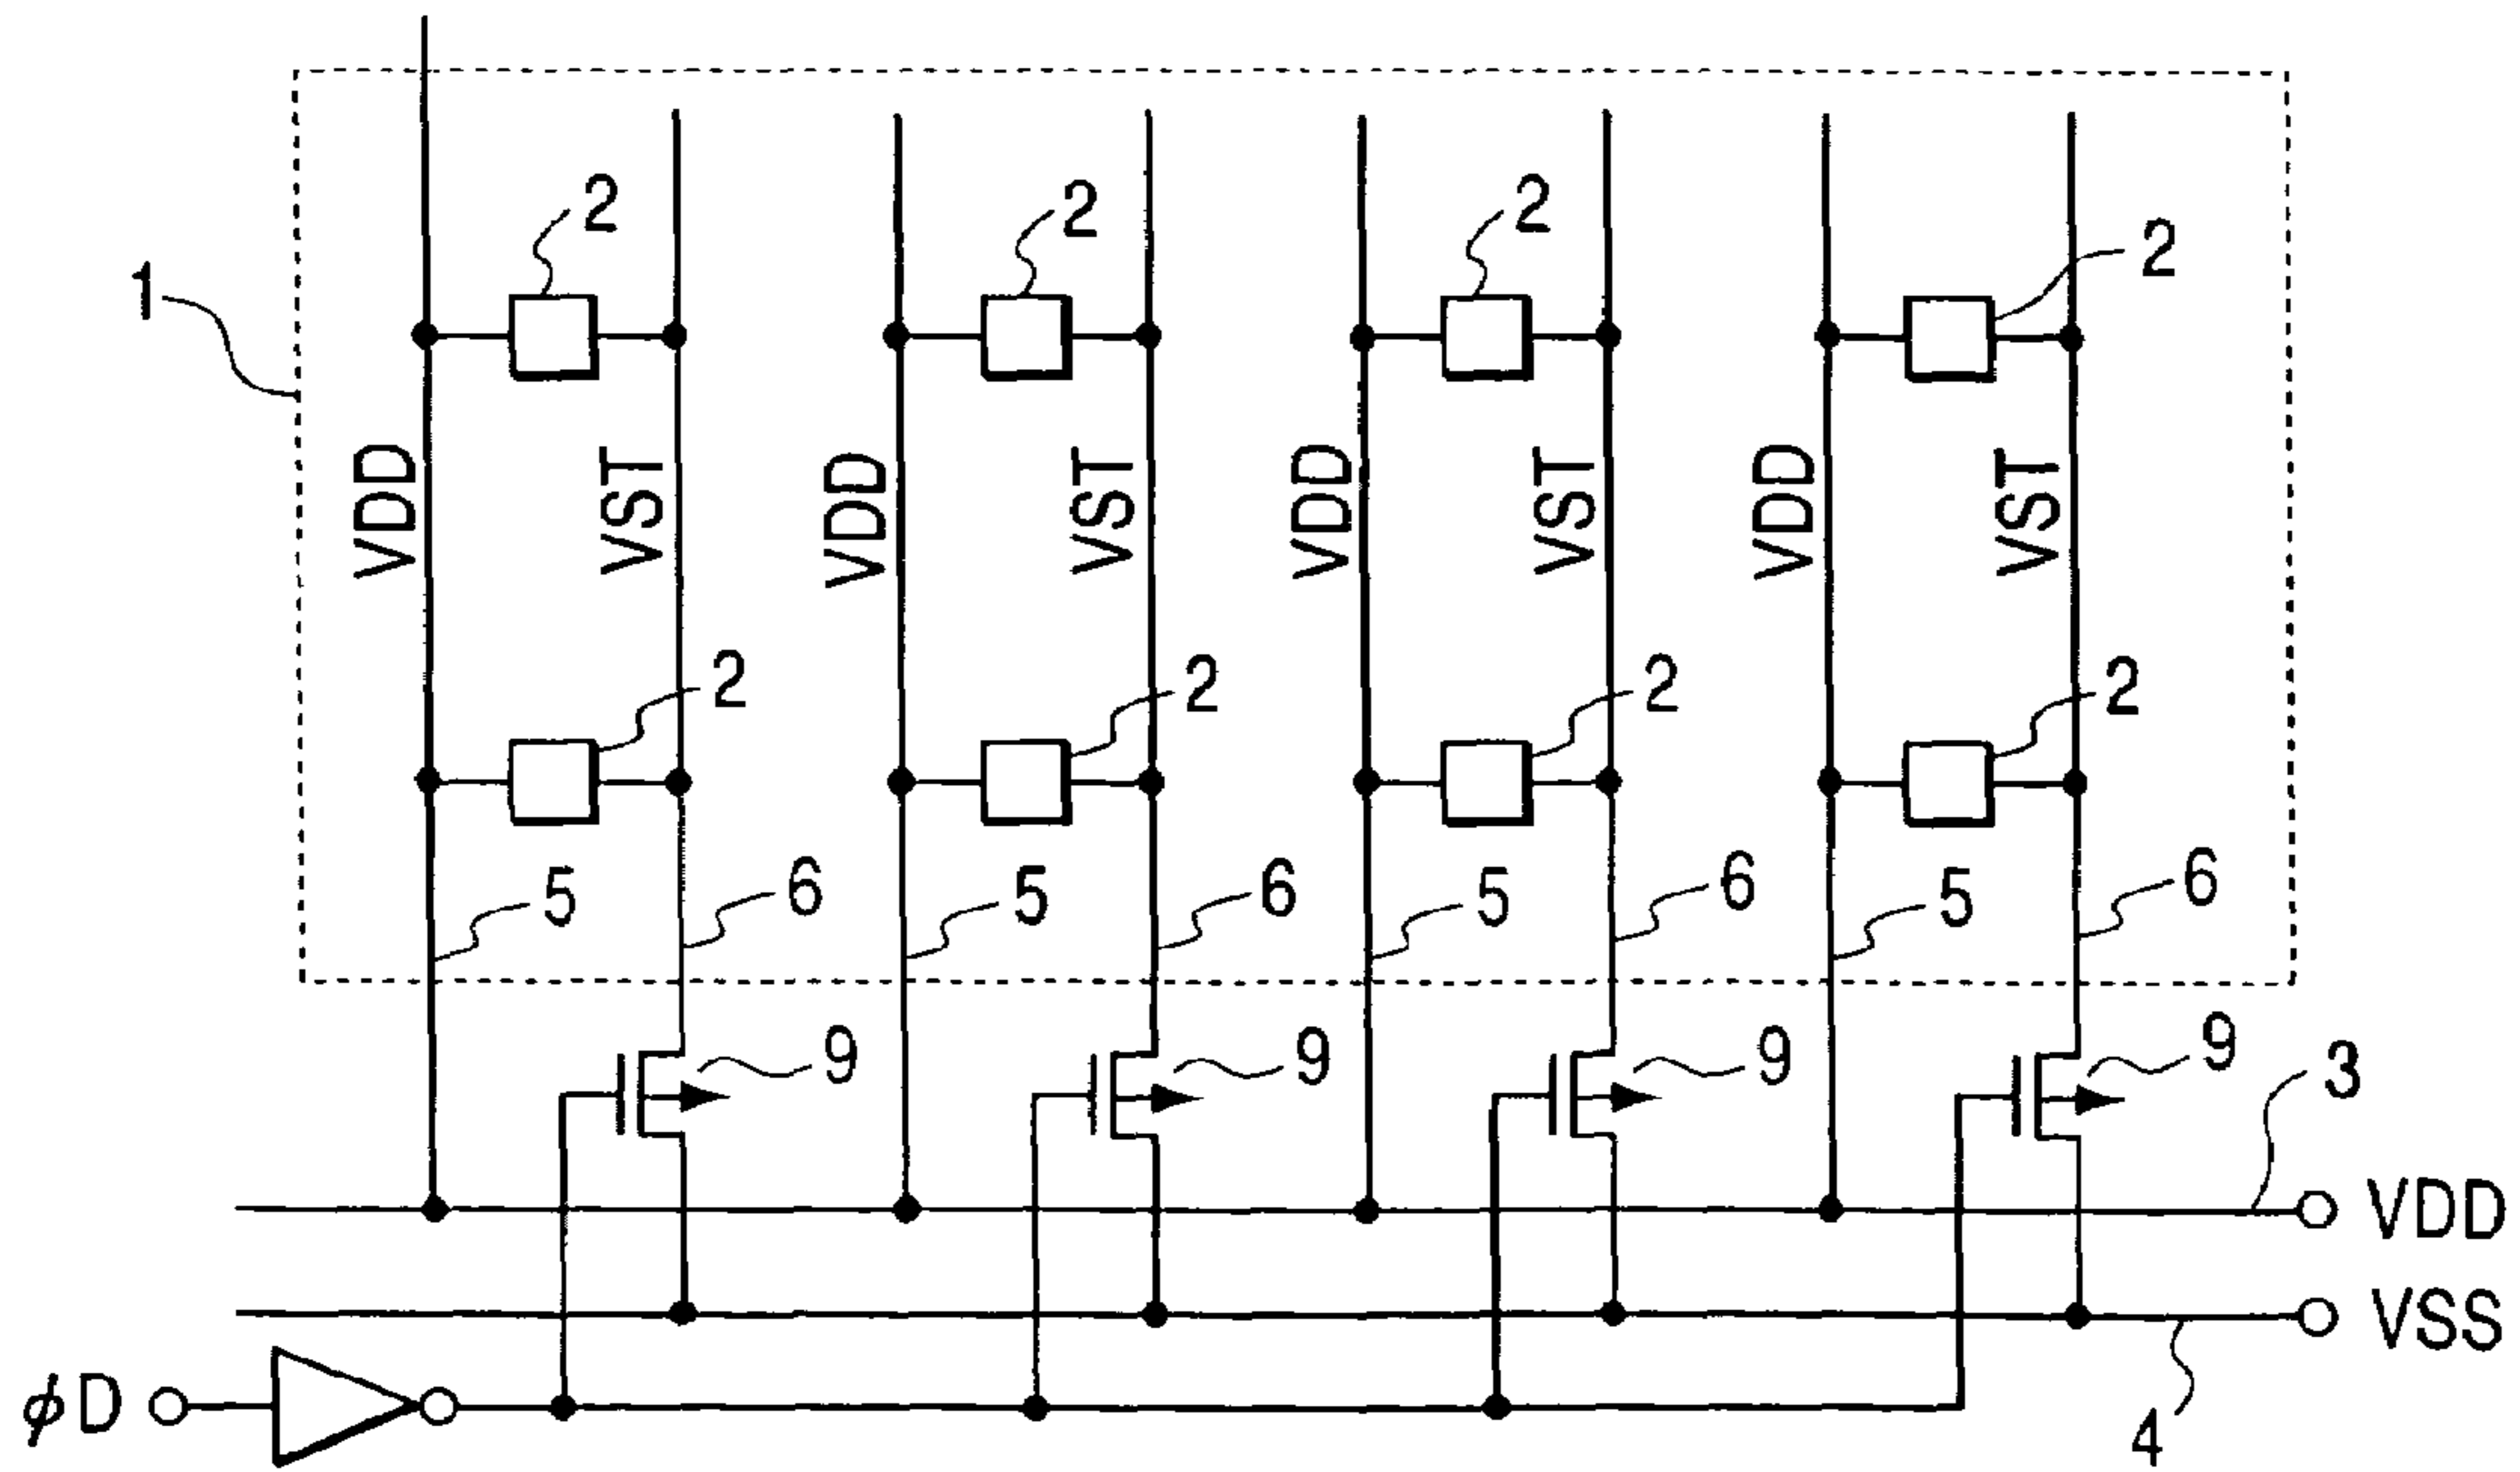 2 2 2 2
1
VDD VST VDD VST VDD VST VDD VST
2 2 2 2
5 6 5 6 5 6 5 6
9 9 9 9 3
VDD
VSS
ϕD
4